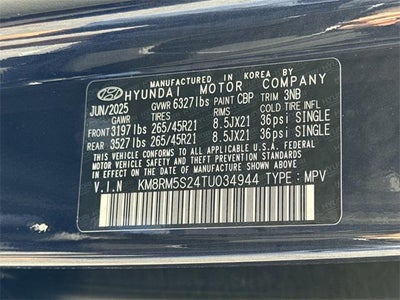 MANUFACTURED IN KOREA BY
HYUNDAI MOTOR COMPANY
JUN/2025 GVWR 6327lbs PAINT CBP TRIM 3NB
GAWR TIRES RIMS COLD TIRE INFL
FRONT 3197lbs 265/45R21 8.5JX21 36psi SINGLE
REAR 3527lbs 265/45R21 8.5JX21 36psi SINGLE
THIS VEHICLE CONFORMS TO ALL APPLICABLE U.S.A. FEDERAL
MOTOR VEHICLE SAFETY
STANDARDS IN EFFECT ON THE DATE OF
MANUFACTURE SHOWN ABOVE
V.I.N KM8RM5S24TU034944 TYPE : MPV